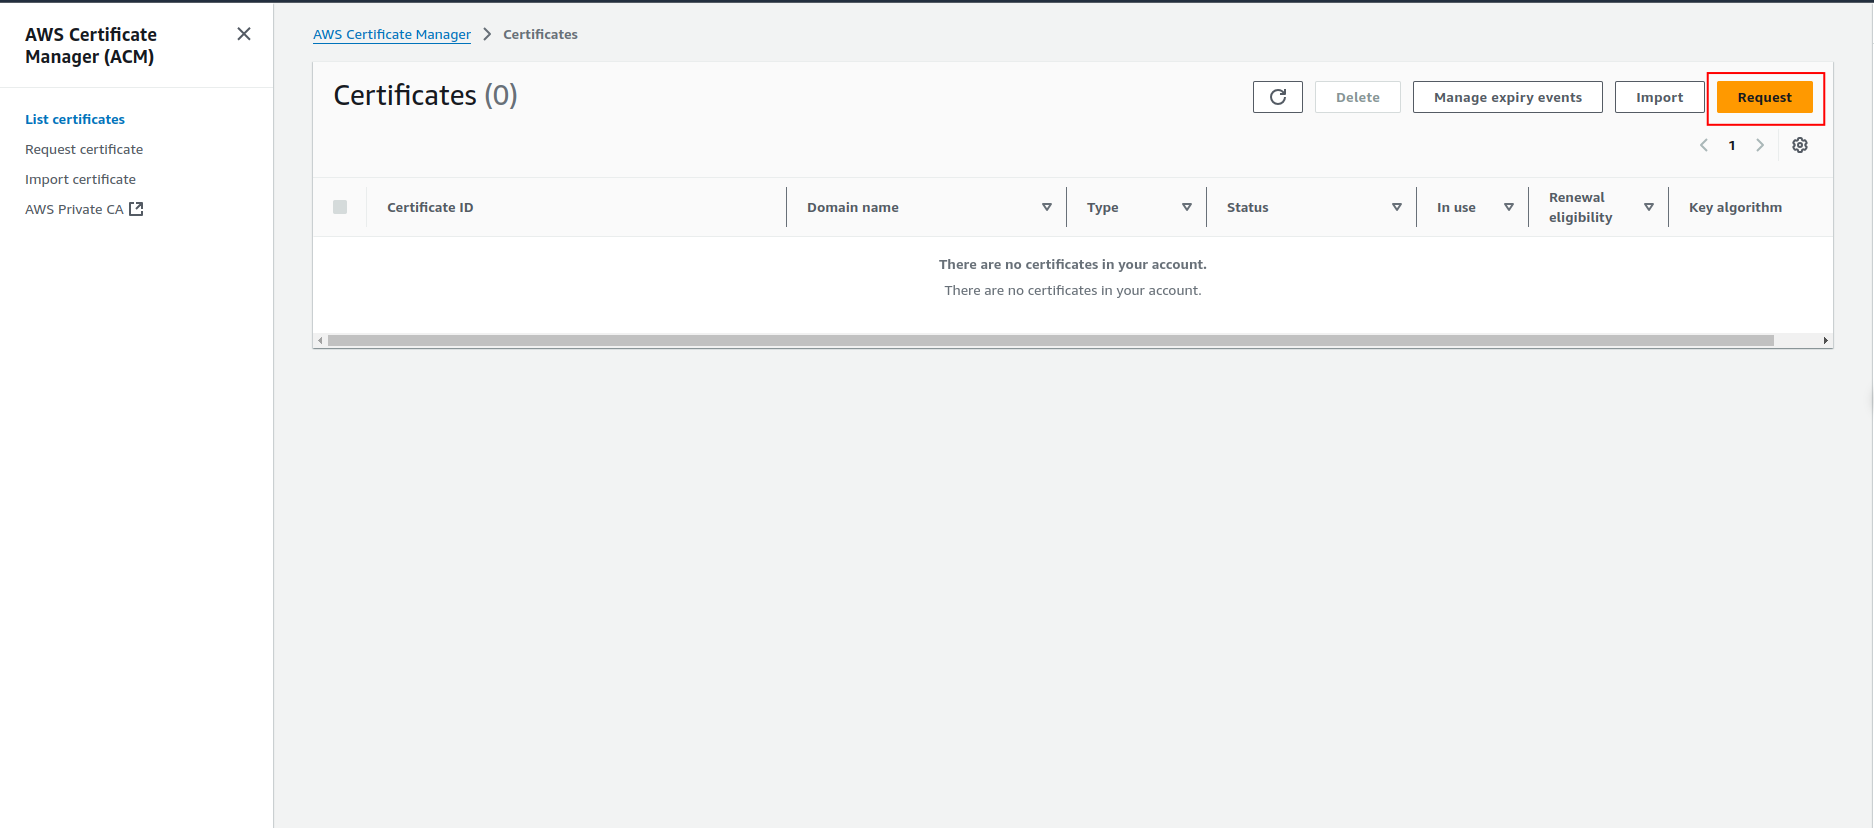 AWS Certificate
Manager (ACM)
List certificates
Request certificate
Import certificate
AWS Private CA
AWS Certificate Manager > Certificates
Certificates (0)
Delete
Manage expiry events
Import
Request
1
Certificate ID
Domain name
Type
Status
In use
Renewal
eligibility
Key algorithm
There are no certificates in your account.
There are no certificates in your account.